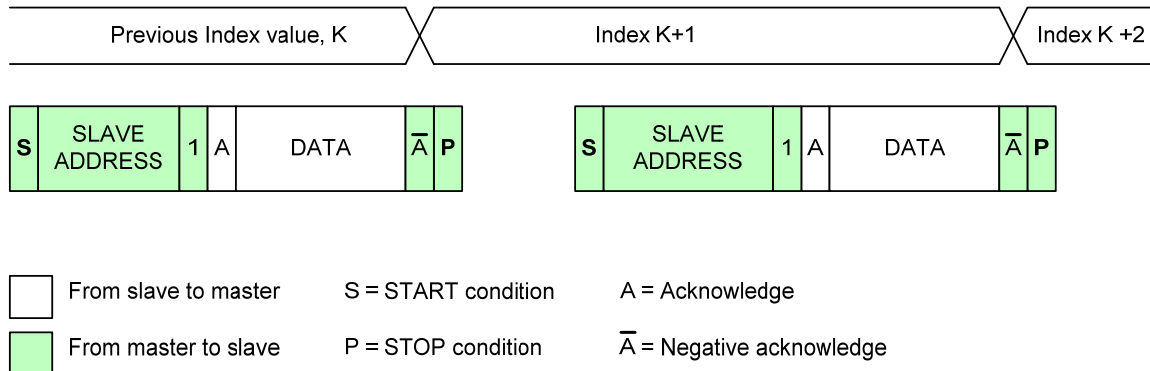 Previous Index value, K Index K+1 Index K +2
S SLAVE ADDRESS 1 A DATA A̅ P S SLAVE ADDRESS 1 A DATA A̅ P
From slave to master S = START condition A = Acknowledge
From master to slave P = STOP condition A̅ = Negative acknowledge